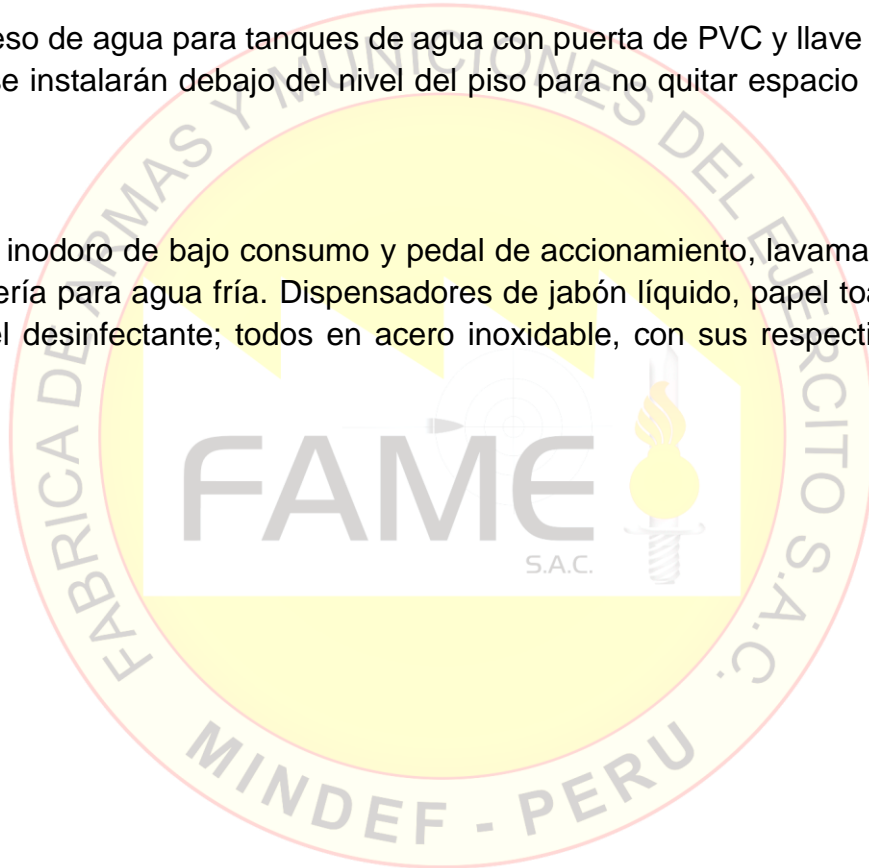 eso de agua para tanques de agua con puerta de PVC y llave
se instalarán debajo del nivel del piso para no quitar espacio
inodoro de bajo consumo y pedal de accionamiento, lavama
ería para agua fría. Dispensadores de jabón líquido, papel toa
el desinfectante; todos en acero inoxidable, con sus respecti
FABRICA DE ARMAS Y MUNICIONES DEL EJERCITO S.A.C.
FAME
S.A.C.
MINDEF - PERU